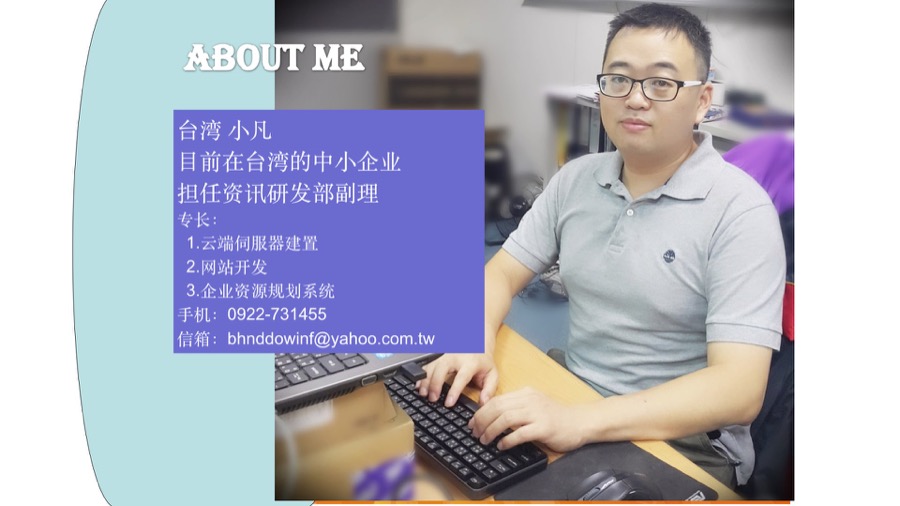 ABOUT ME
台湾 小凡
目前在台湾的中小企业
担任资讯研发部副理
专长：
1.云端伺服器建置
2.网站开发
3.企业资源规划系统
手机：0922-731455
信箱：bhnddowinf@yahoo.com.tw